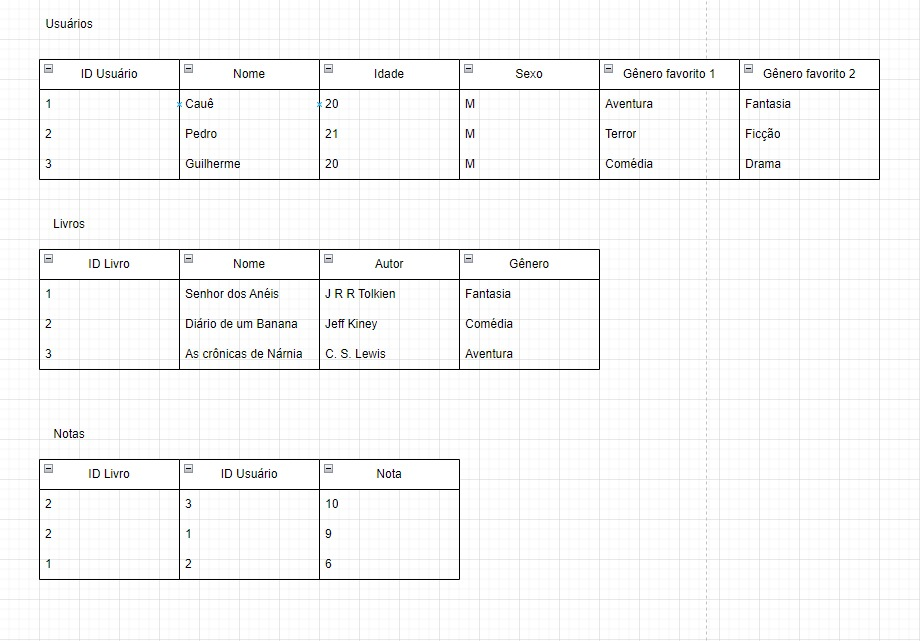 Usuários
ID Usuário Nome Idade Sexo Gênero favorito 1 Gênero favorito 2
1 Cauê 20 M Aventura Fantasia
2 Pedro 21 M Terror Ficção
3 Guilherme 20 M Comédia Drama
Livros
ID Livro Nome Autor Gênero
1 Senhor dos Anéis J R R Tolkien Fantasia
2 Diário de um Banana Jeff Kiney Comédia
3 As crônicas de Nárnia C. S. Lewis Aventura
Notas
ID Livro ID Usuário Nota
2 3 10
2 1 9
1 2 6